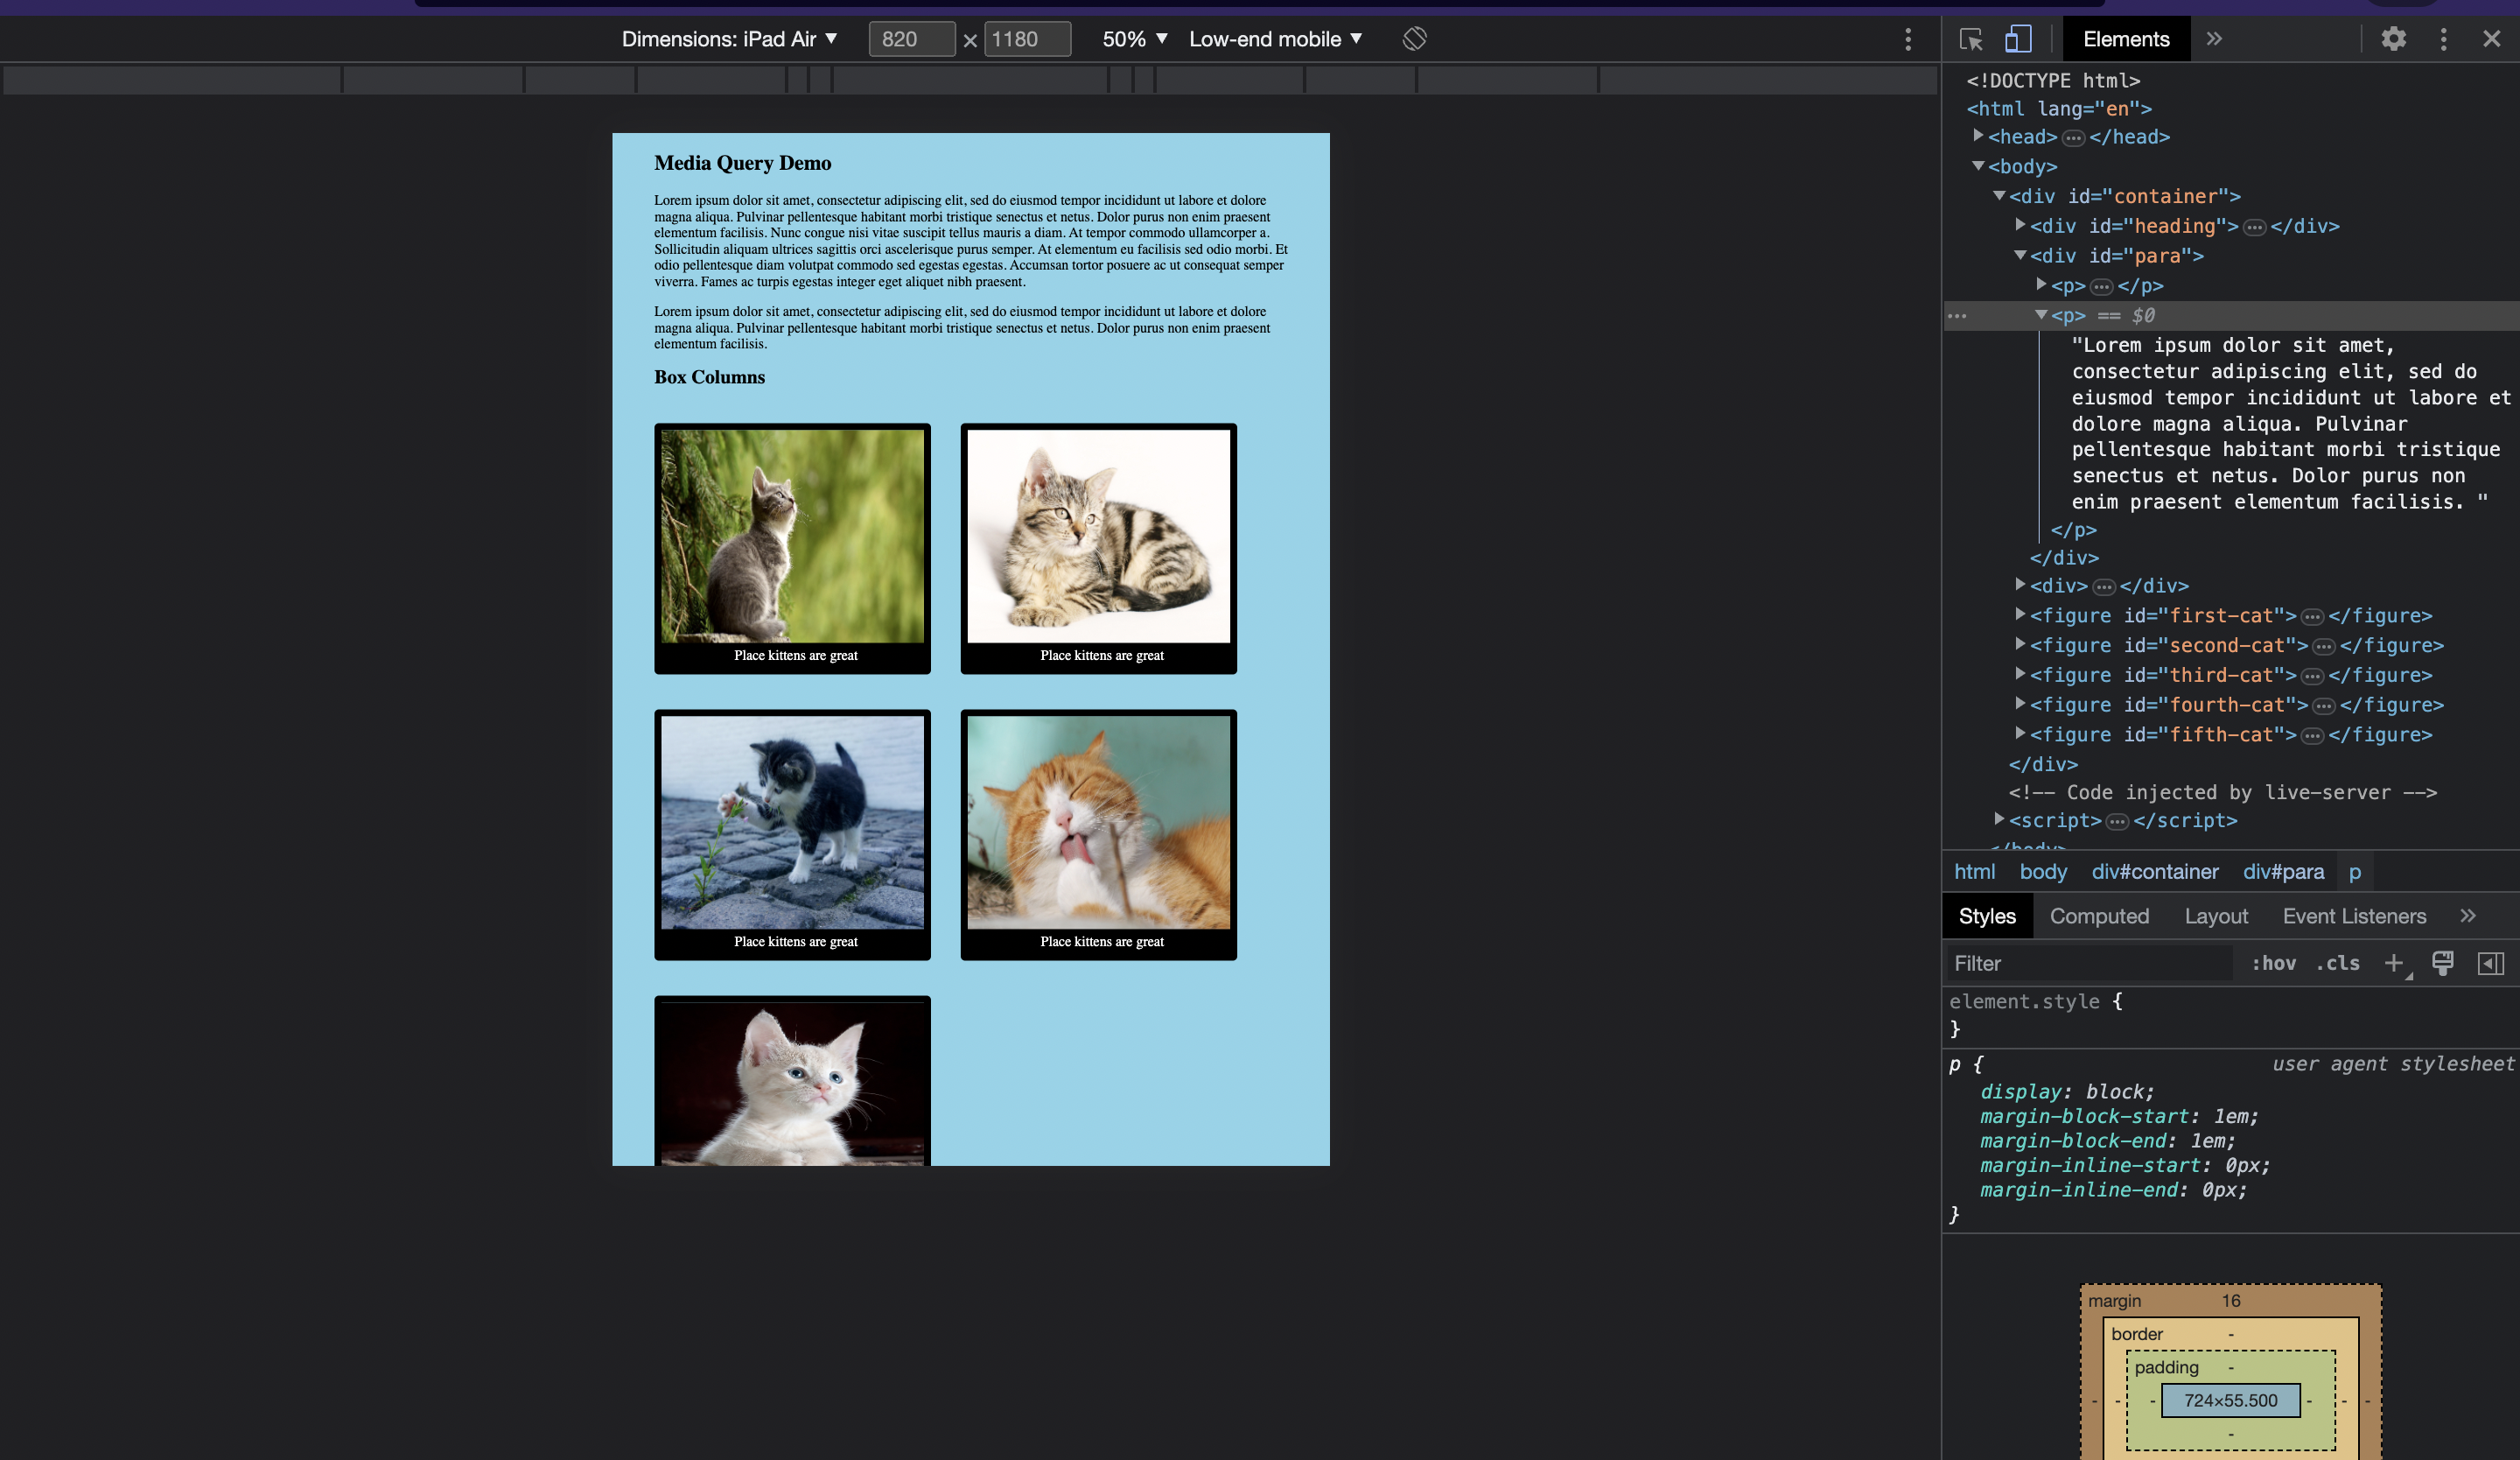 Dimensions: iPad Air ▼ 820 × 1180 50% ▼ Low-end mobile ▼
Media Query Demo
Lorem ipsum dolor sit amet, consectetur adipiscing elit, sed do eiusmod tempor incididunt ut labore et dolore
magna aliqua. Pulvinar pellentesque habitant morbi tristique senectus et netus. Dolor purus non enim praesent
elementum facilisis. Nunc congue nisi vitae suscipit tellus mauris a diam. At tempor commodo ullamcorper a.
Sollicitudin aliquam ultrices sagittis orci ascelerisque purus semper. At elementum eu facilisis sed odio morbi. Et
odio pellentesque diam volutpat commodo sed egestas egestas. Accumsan tortor posuere ac ut consequat semper
viverra. Fames ac turpis egestas integer eget aliquet nibh praesent.
Lorem ipsum dolor sit amet, consectetur adipiscing elit, sed do eiusmod tempor incididunt ut labore et dolore
magna aliqua. Pulvinar pellentesque habitant morbi tristique senectus et netus. Dolor purus non enim praesent
elementum facilisis.
Box Columns
Place kittens are great
Place kittens are great
Place kittens are great
Place kittens are great
Elements »
<!DOCTYPE html>
<html lang="en">
<head>…</head>
<body>
<div id="container">
<div id="heading">…</div>
<div id="para">
<p>…</p>
<p> == $0
"Lorem ipsum dolor sit amet,
consectetur adipiscing elit, sed do
eiusmod tempor incididunt ut labore et
dolore magna aliqua. Pulvinar
pellentesque habitant morbi tristique
senectus et netus. Dolor purus non
enim praesent elementum facilisis. "
</p>
</div>
<div>…</div>
<figure id="first-cat">…</figure>
<figure id="second-cat">…</figure>
<figure id="third-cat">…</figure>
<figure id="fourth-cat">…</figure>
<figure id="fifth-cat">…</figure>
</div>
<!-- Code injected by live-server -->
<script>…</script>
</body>
html body div#container div#para p
Styles Computed Layout Event Listeners »
Filter :hov .cls +
element.style {
}
p { user agent stylesheet
display: block;
margin-block-start: 1em;
margin-block-end: 1em;
margin-inline-start: 0px;
margin-inline-end: 0px;
}
margin 16
border -
padding -
- - - 724×55.500 - - -
-